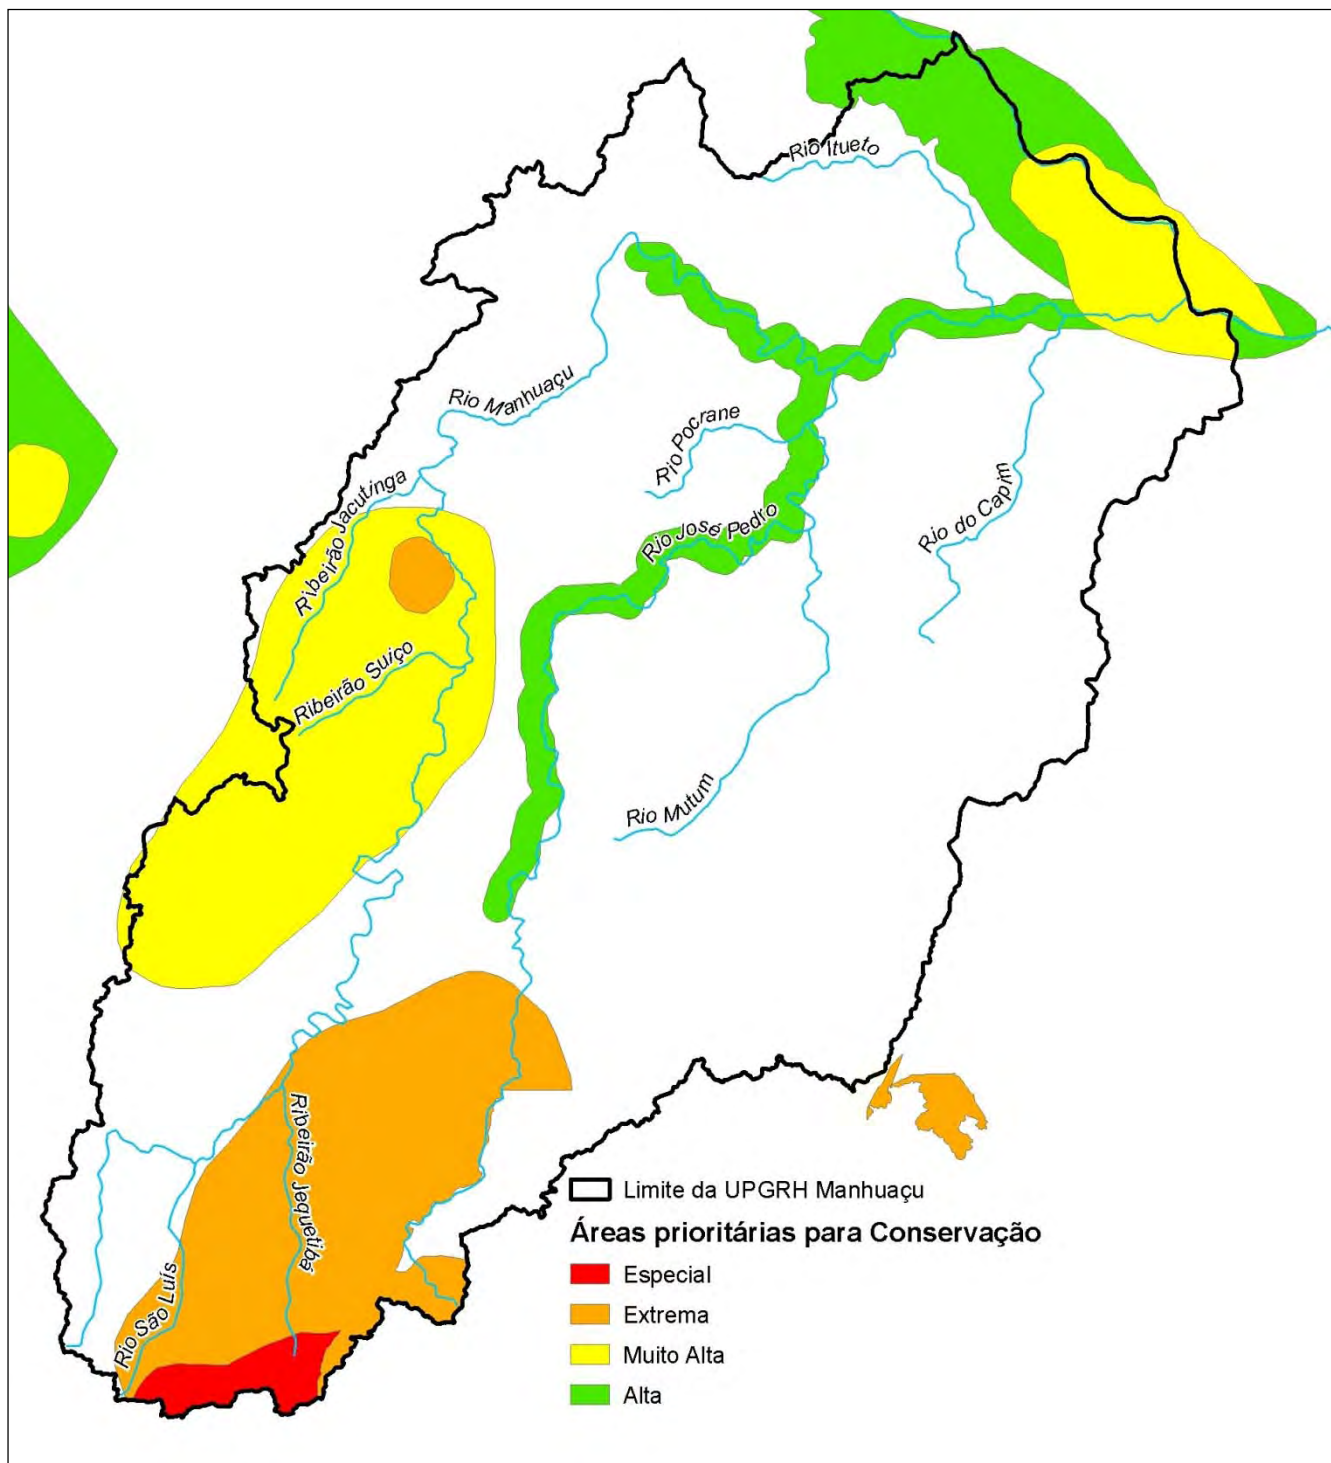 Rio Itueto
Rio Manhuaçu
Rio Pocrane
Ribeirão Jacutinga
Rio José Pedro
Rio do Capim
Ribeirão Suiço
Rio Mutum
Ribeirão Jequetibá
Rio São Luís
Limite da UPGRH Manhuaçu
Áreas prioritárias para Conservação
Especial
Extrema
Muito Alta
Alta